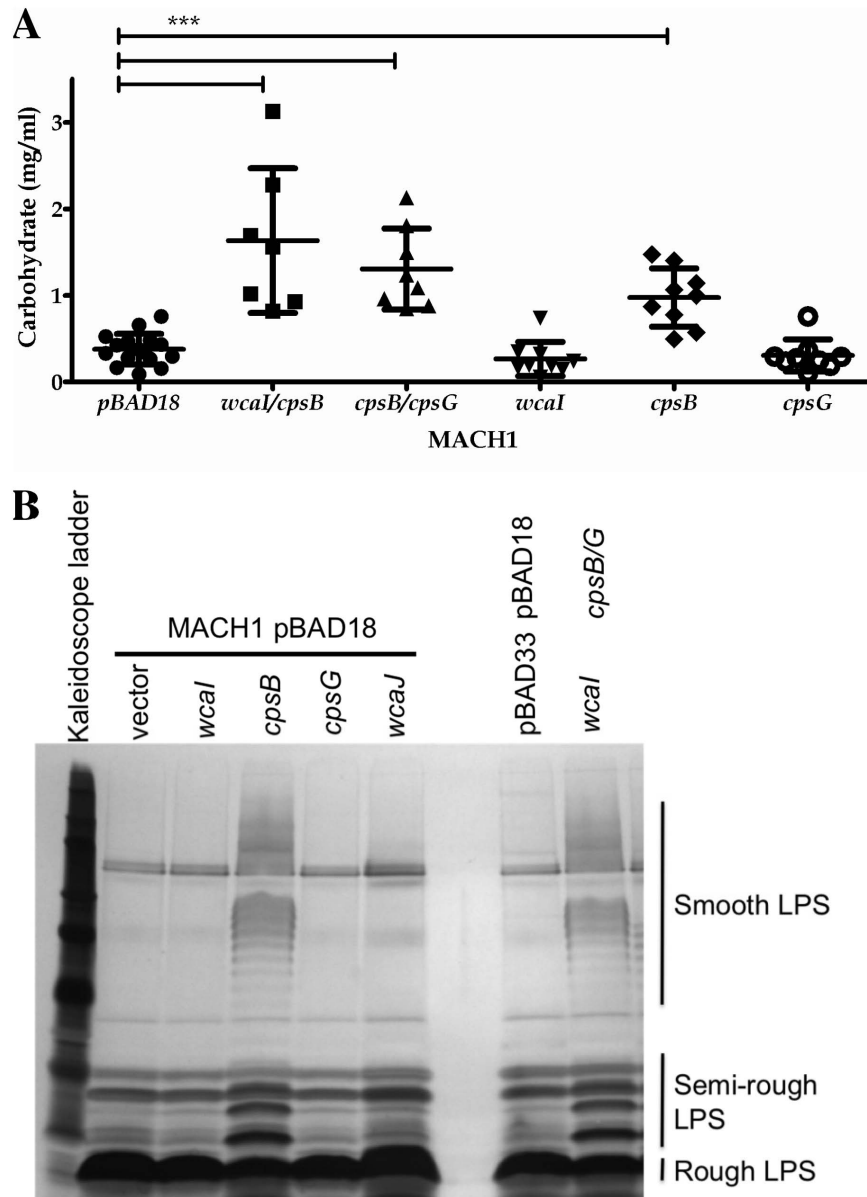 A
***
Carbohydrate (mg/ml)
3
2
1
0
pBAD18 wcaI/cpsB cpsB/cpsG wcaI cpsB cpsG
MACH1
B
Kaleidoscope ladder
MACH1 pBAD18
vector
wcaI
cpsB
cpsG
wcaJ
pBAD33 pBAD18
wcaI cpsB/G
Smooth LPS
Semi-rough
LPS
Rough LPS